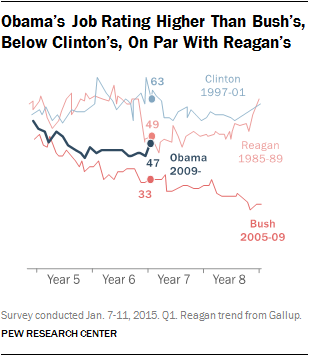 Obama's Job Rating Higher Than Bush's,
Below Clinton's, On Par With Reagan's
63
Clinton
1997-01
49
Reagan
1985-89
47
Obama
2009-
33
Bush
2005-09
Year 5 Year 6 Year 7 Year 8
Survey conducted Jan. 7-11, 2015. Q1. Reagan trend from Gallup.
PEW RESEARCH CENTER